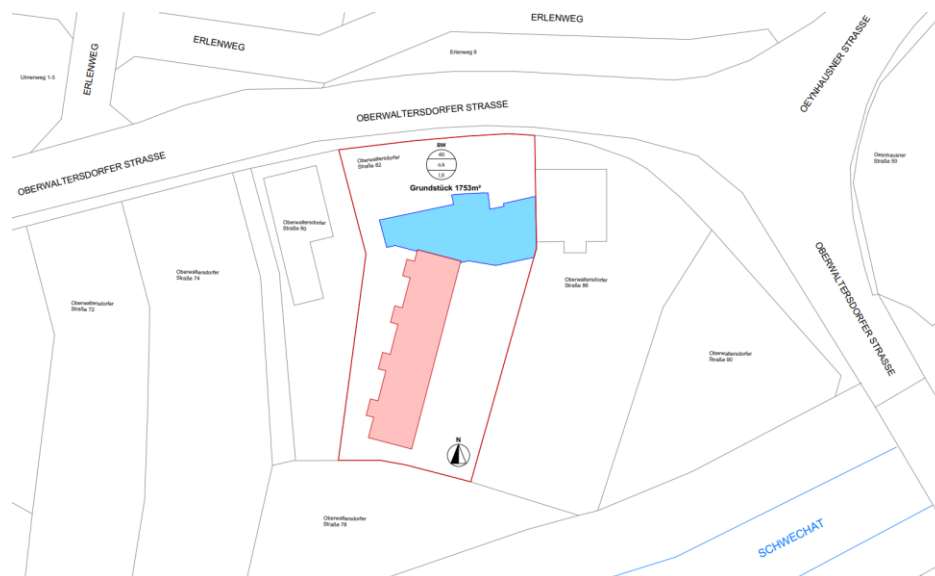 ERLENWEG
ERLENWEG
ERLENWEG
Ulmenweg 1-3
Erlenweg 8
OEYNHAUSNER STRASSE
OBERWALTERSDORFER STRASSE
OBERWALTERSDORFER STRASSE
BW
Oberwaltersdorfer
Straße 82
Grundstück 1753m²
Oeynhausner
Straße 50
Oberwaltersdorfer
Straße 80
Oberwaltersdorfer
Straße 74
Oberwaltersdorfer
Straße 72
Oberwaltersdorfer
Straße 86
OBERWALTERSDORFER STRASSE
Oberwaltersdorfer
Straße 90
N
Oberwaltersdorfer
Straße 78
SCHWECHAT